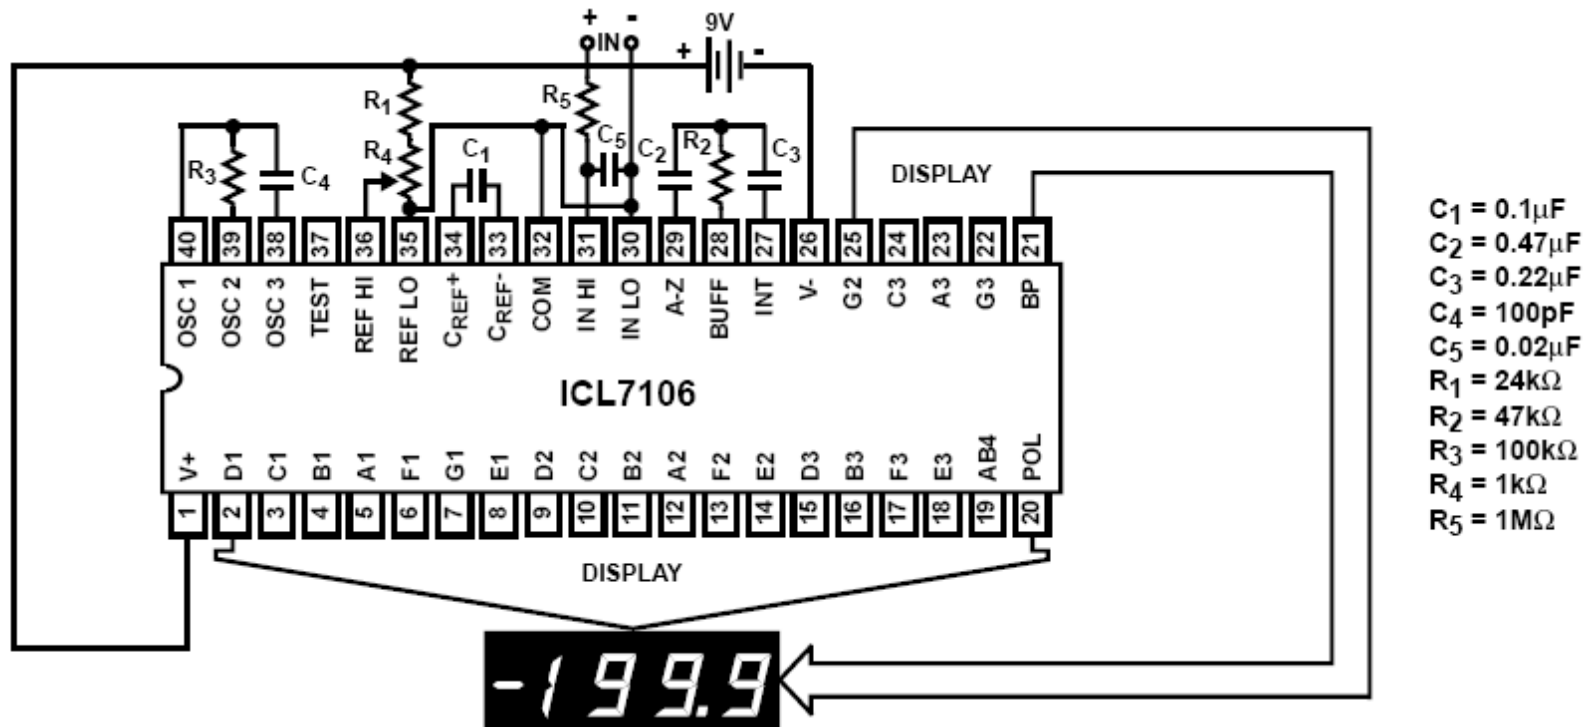 + - 9V
IN
+ -
R1
R5
C5
R4
C1
C2
R2
C3
R3
C4
DISPLAY
40 39 38 37 36 35 34 33 32 31 30 29 28 27 26 25 24 23 22 21
OSC 1
OSC 2
OSC 3
TEST
REF HI
REF LO
CREF+
CREF-
COM
IN HI
IN LO
A-Z
BUFF
INT
V-
G2
C3
A3
G3
BP
ICL7106
V+
D1
C1
B1
A1
F1
G1
E1
D2
C2
B2
A2
F2
E2
D3
B3
F3
E3
AB4
POL
1 2 3 4 5 6 7 8 9 10 11 12 13 14 15 16 17 18 19 20
DISPLAY
-199.9
C1 = 0.1μF
C2 = 0.47μF
C3 = 0.22μF
C4 = 100pF
C5 = 0.02μF
R1 = 24kΩ
R2 = 47kΩ
R3 = 100kΩ
R4 = 1kΩ
R5 = 1MΩ